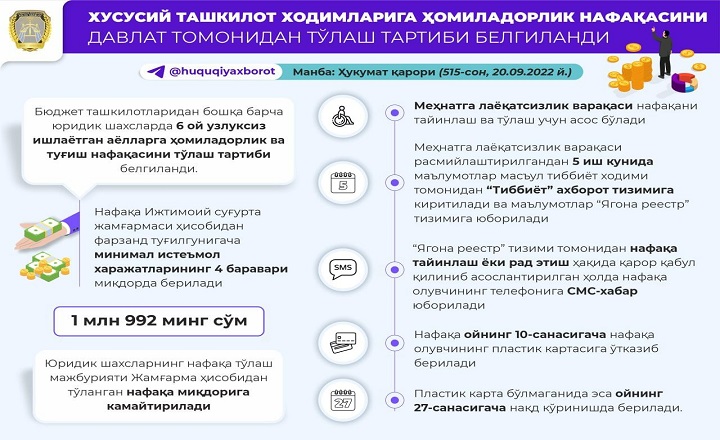 ХУСУСИЙ ТАШКИЛОТ ХОДИМЛАРИГА ҲОМИЛАДОРЛИК НАФАҚАСИНИ
ДАВЛАТ ТОМОНИДАН ТЎЛАШ ТАРТИБИ БЕЛГИЛАНДИ
@huquqiyaxborot
Манба: Ҳукумат қарори (515-сон, 20.09.2022 й.)
Бюджет ташкилотларидан бошқа барча
юридик шахсларда 6 ой узлуксиз
ишлаётган аёлларга ҳомиладорлик ва
туғиш нафақасини тўлаш тартиби
белгиланди.
Нафақа Ижтимоий суғурта
жамғармаси ҳисобидан
фарзанд туғилгунигача
минимал истеъмол
харажатларининг 4 баравари
миқдорда берилади
1 млн 992 минг сўм
Юридик шахсларнинг нафақа тўлаш
мажбурияти Жамғарма ҳисобидан
тўланган нафақа миқдорига
камайтирилади
Меҳнатга лаёқатсизлик варақаси нафақани
тайинлаш ва тўлаш учун асос бўлади
5
Меҳнатга лаёқатсизлик варақаси
расмийлаштирилгандан 5 иш кунида
маълумотлар масъул тиббиёт ходими
томонидан “Тиббиёт” ахборот тизимига
киритилади ва маълумотлар “Ягона реестр”
тизимига юборилади
SMS
“Ягона реестр” тизими томонидан нафақа
тайинлаш ёки рад этиш ҳақида қарор қабул
қилиниб асослантирилган ҳолда нафақа
олувчининг телефонига СМС-хабар
юборилади
Нафақа ойнинг 10-санасигача нафақа
олувчининг пластик картасига ўтказиб
берилади
27
Пластик карта бўлмаганида эса ойнинг
27-санасигача нақд кўринишда берилади.